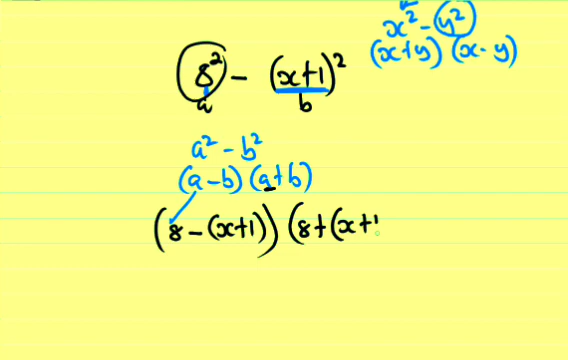 x² - y²
(x+y) (x-y)
8² - (x+1)²
a b
a² - b²
(a-b) (a+b)
(8-(x+1)) (8+(x+1